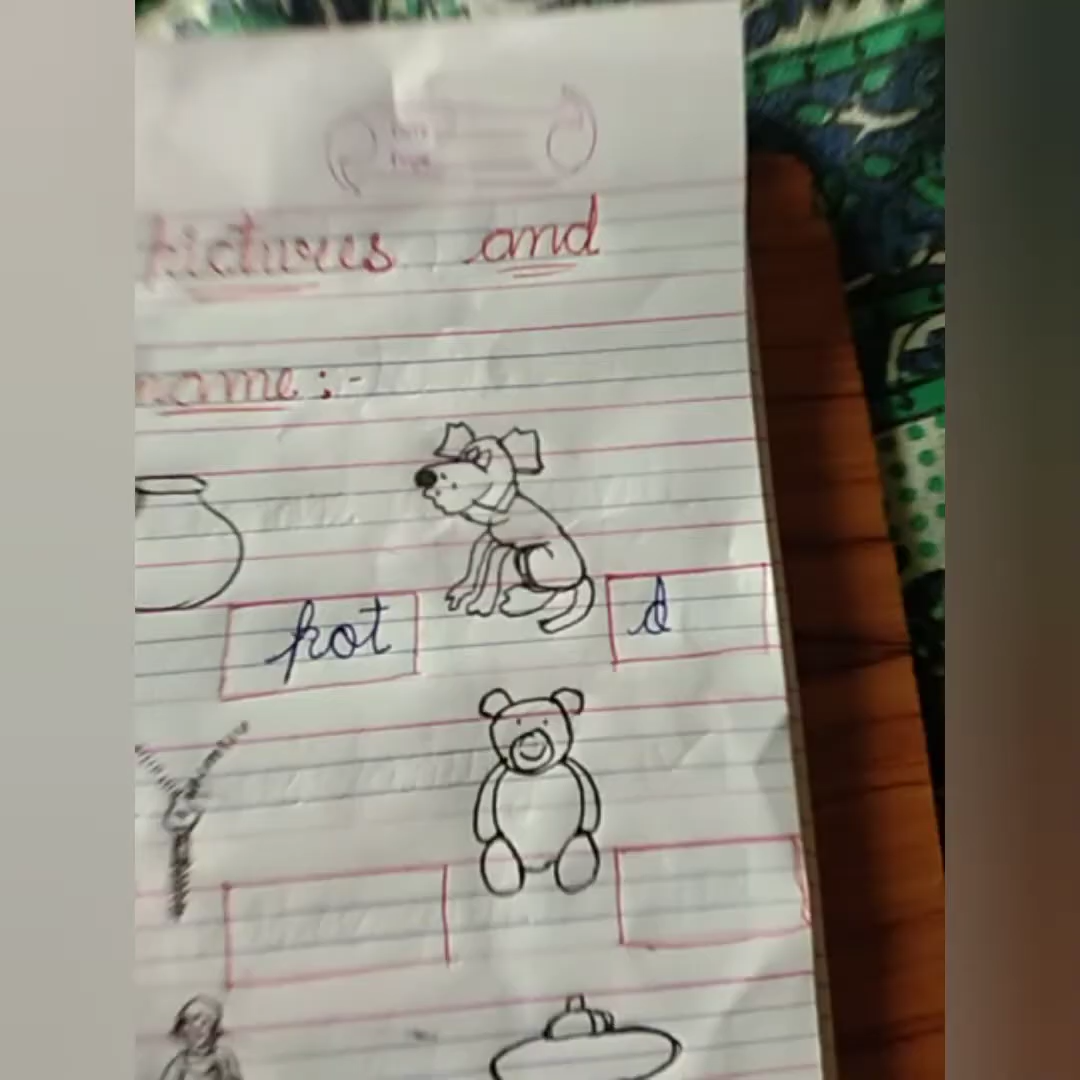 pictures and
name :-
pot
d